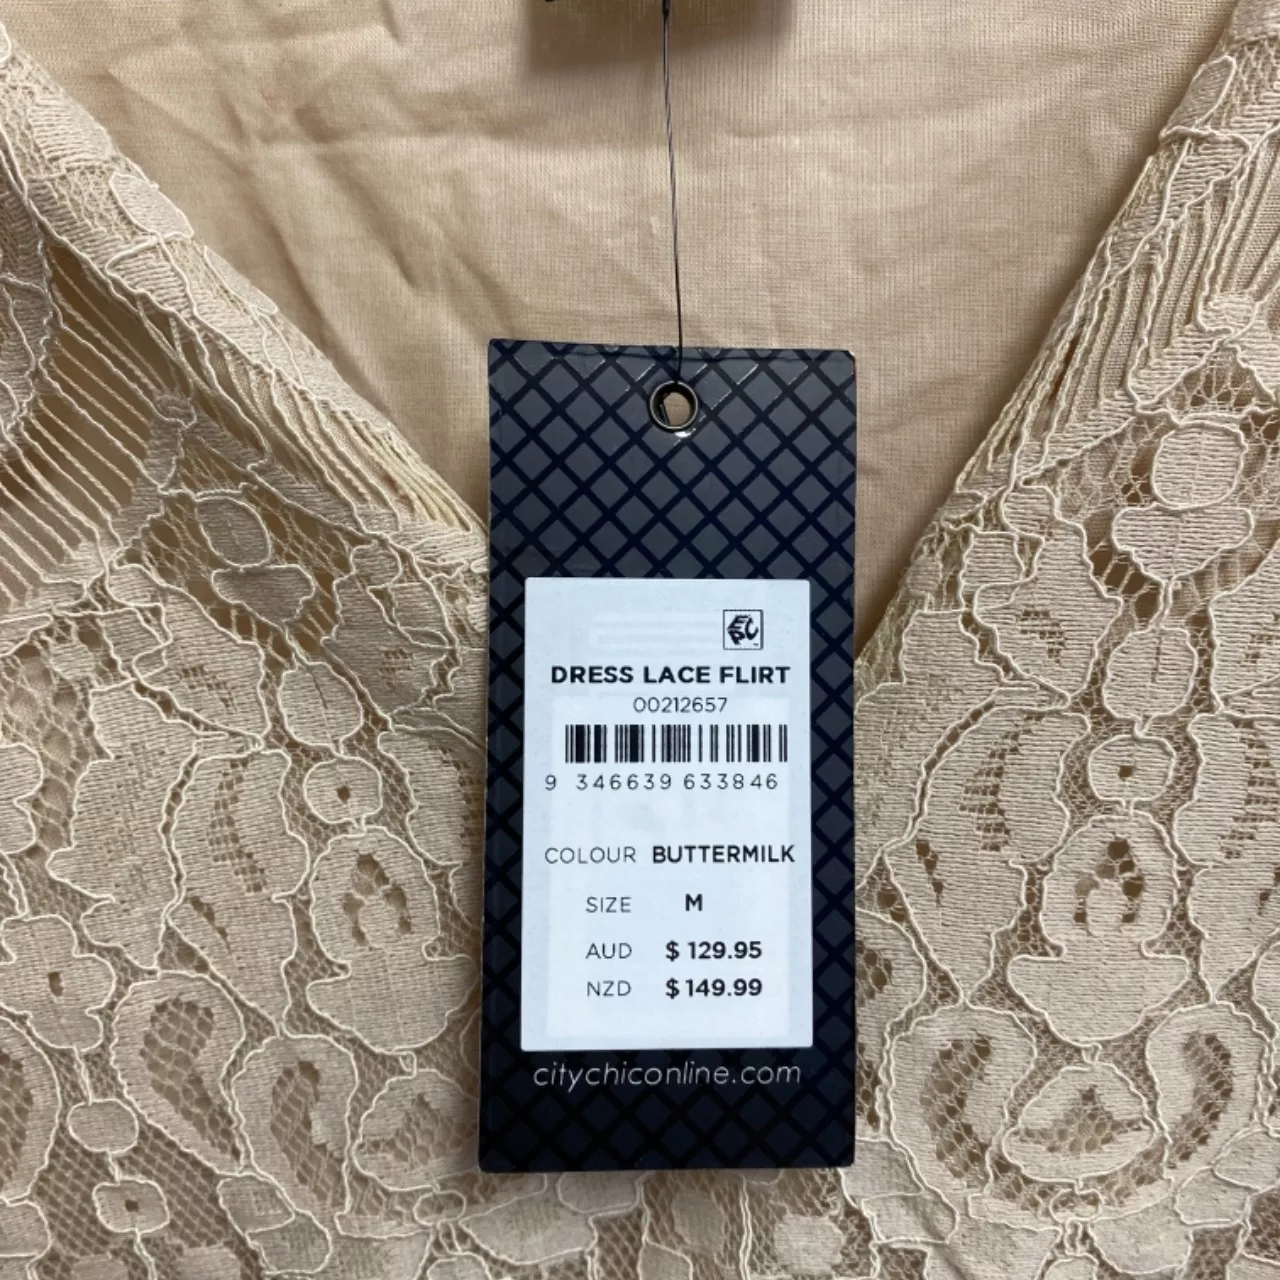 DRESS LACE FLIRT
00212657
9 346639 633846
COLOUR BUTTERMILK
SIZE M
AUD $ 129.95
NZD $ 149.99
citychiconline.com